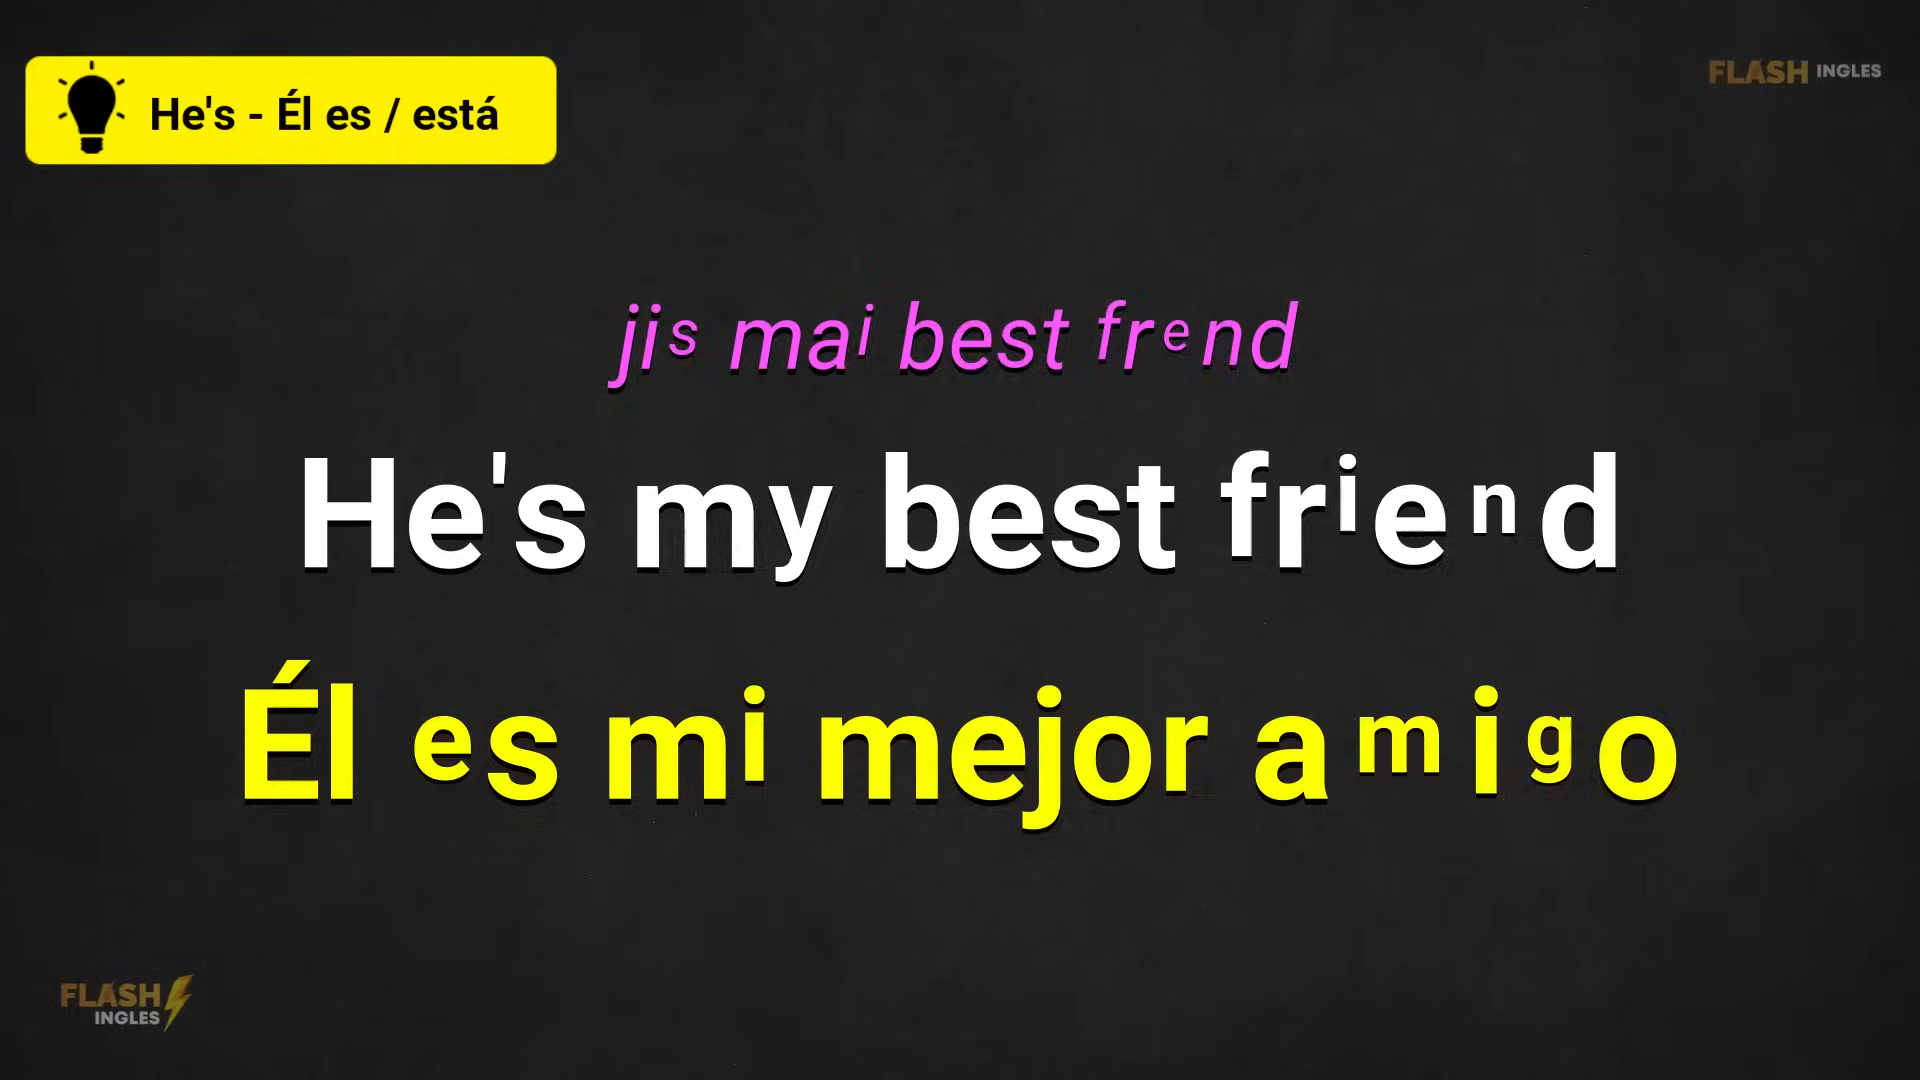 He's - Él es / está
FLASH INGLES
jis mai best frend
He's my best friend
Él es mi mejor amigo
FLASH
INGLES